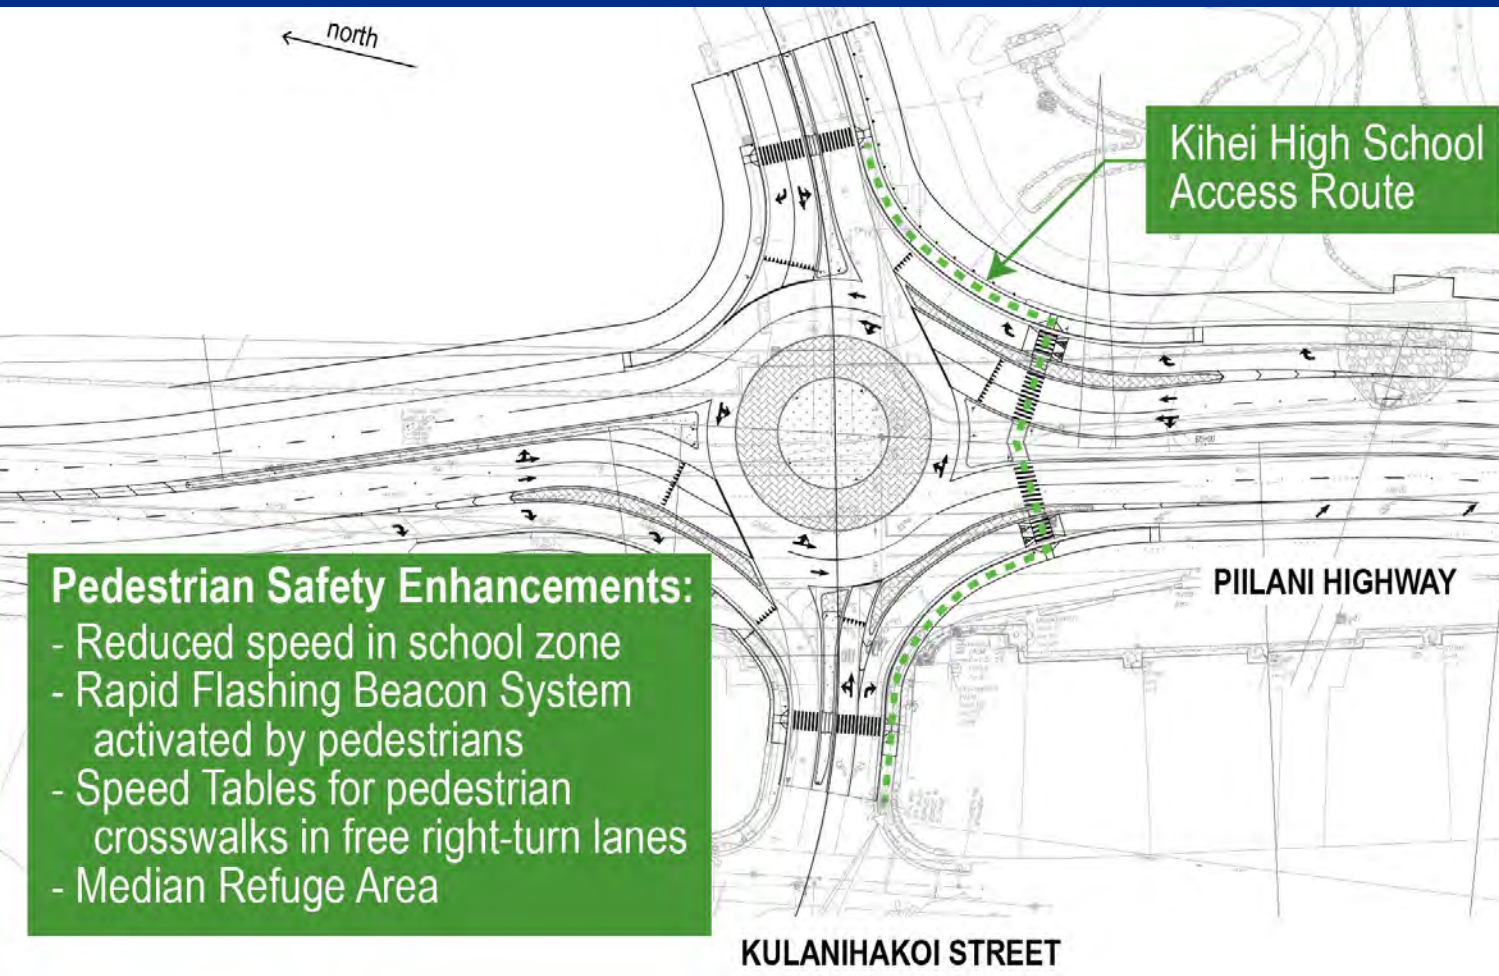 north
Kihei High School
Access Route
Pedestrian Safety Enhancements:
- Reduced speed in school zone
- Rapid Flashing Beacon System
activated by pedestrians
- Speed Tables for pedestrian
crosswalks in free right-turn lanes
- Median Refuge Area
PIILANI HIGHWAY
KULANIHAKOI STREET